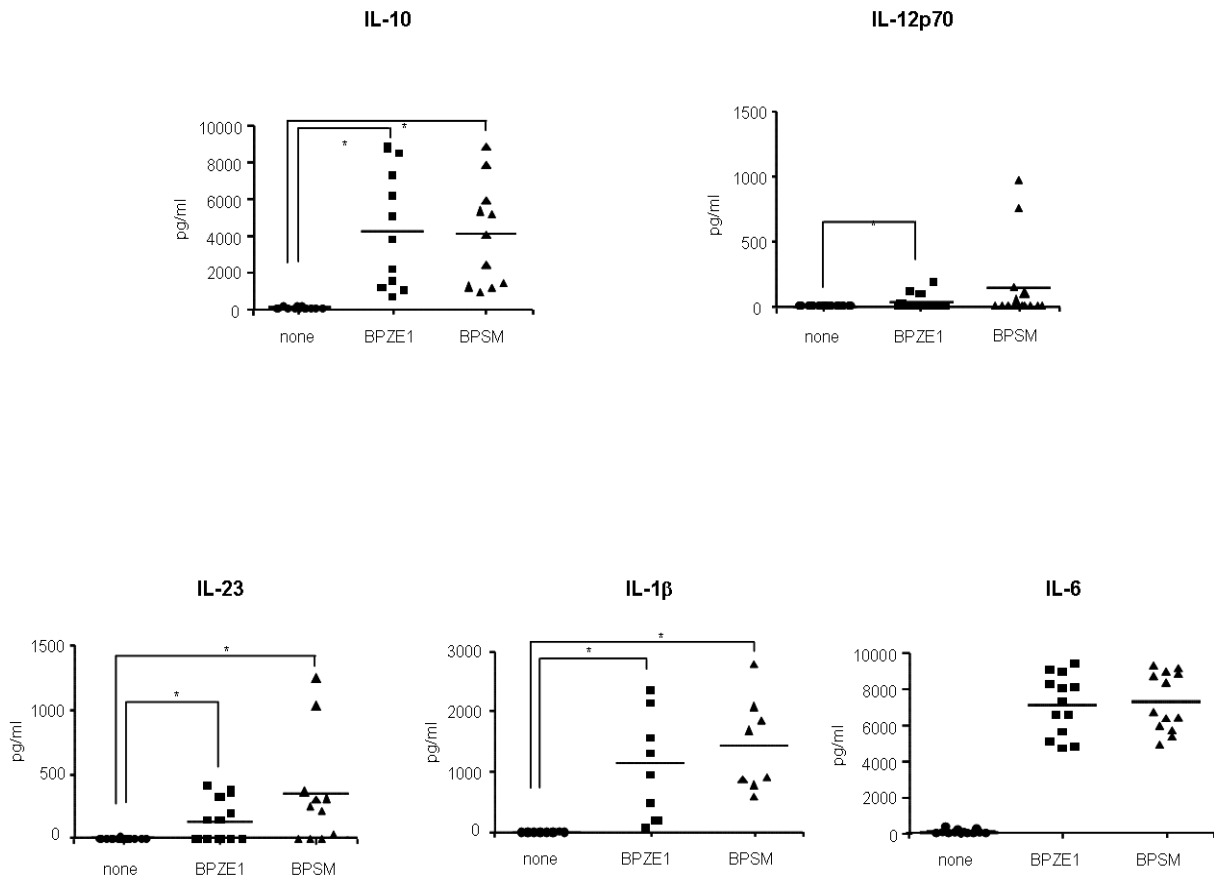 IL-10
IL-12p70
10000
8000
6000
4000
2000
0
pg/ml
*
*
none
BPZE1
BPSM
1500
1000
500
0
pg/ml
*
none
BPZE1
BPSM
IL-23
IL-1β
IL-6
1500
1000
500
0
pg/ml
*
*
none
BPZE1
BPSM
3000
2000
1000
0
pg/ml
*
*
none
BPZE1
BPSM
10000
8000
6000
4000
2000
0
pg/ml
none
BPZE1
BPSM